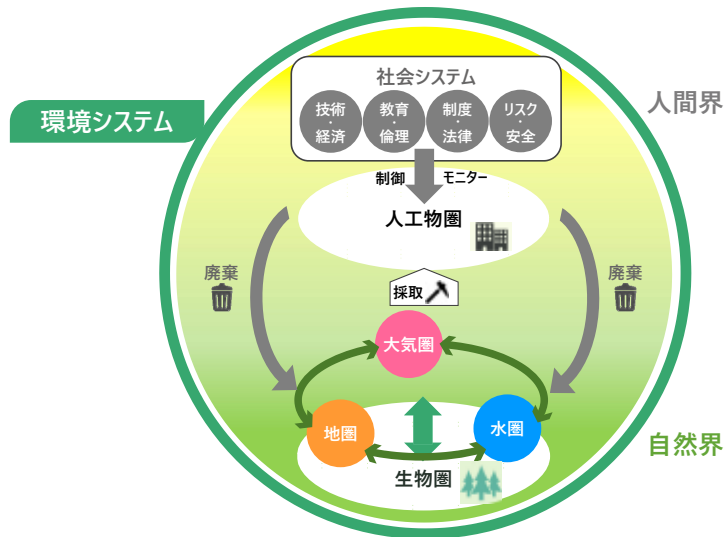 社会システム
人間界
技術
・
経済
教育
・
倫理
制度
・
法律
リスク
・
安全
環境システム
制御
モニター
人工物圏
廃棄
廃棄
採取
大気圏
地圏
水圏
自然界
生物圏